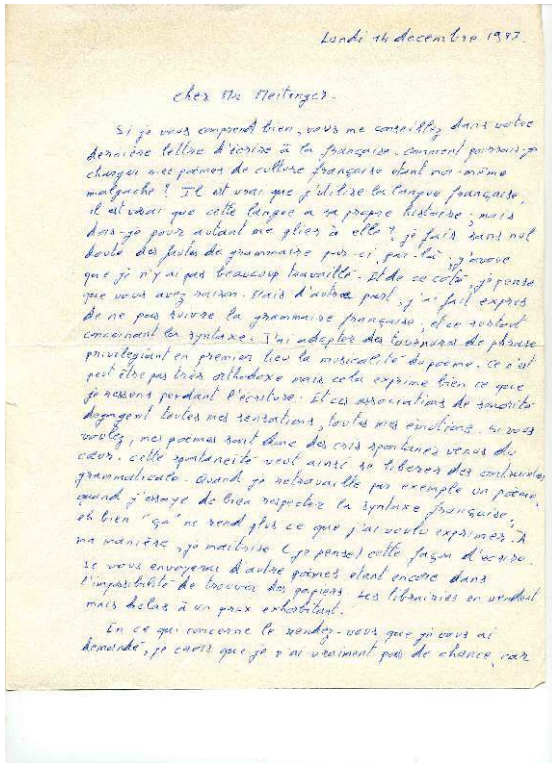 Lundi 14 decembre 1987.
cher Mr Meitinger.
Si je vous comprend bien, vous me conseillez dans votre
dernière lettre d'écrire à la française. Comment pourrais-je
charger mes poèmes de culture française etant moi-même
malgache ? Il est vrai que j'utilise la langue française,
il est vrai que cette langue a sa propre histoire ; mais
dois-je pour autant me plier à elle ? je fais sans nul
doute des fautes de grammaire par-ci, par-là ; j'avoue
que je n'y ai pas beaucoup travaillé. Et de ce coté, je pense
que vous avez raison. Mais d'autre part, j'ai fait exprès
de ne pas suivre la grammaire française, et ce surtout
concernant la syntaxe. J'ai adopter des tournures de phrase
privilégiant en premier lieu la musicalité du poème. Ce n'est
peut être pas très orthodoxe mais cela exprime bien ce que
je ressens pendant l'écriture. Et ces associations de sonorité
dégagent toutes mes sensations, toutes mes émotions. Si vous
voulez, mes poèmes sont donc des cris spontanés venus du
cœur. Cette spontanéité veut ainsi se libérer des contraintes
grammaticale. Quand je retravaille par exemple un poème,
quand j'essaye de bien respecter la syntaxe française,
eh bien "ça" ne rend plus ce que j'ai voulu exprimer. A
ma manière, je maîtrise (je pense) cette façon d'écrire.
je vous envoyerai d'autre poèmes etant encore dans
l'impossibilité de trouver des papiers. Les librairies en vendent
mais hélas à un prix exhorbitant.
En ce qui concerne le rendez-vous que je vous ai
demandé, je crois que je n'ai vraiment pas de chance, car